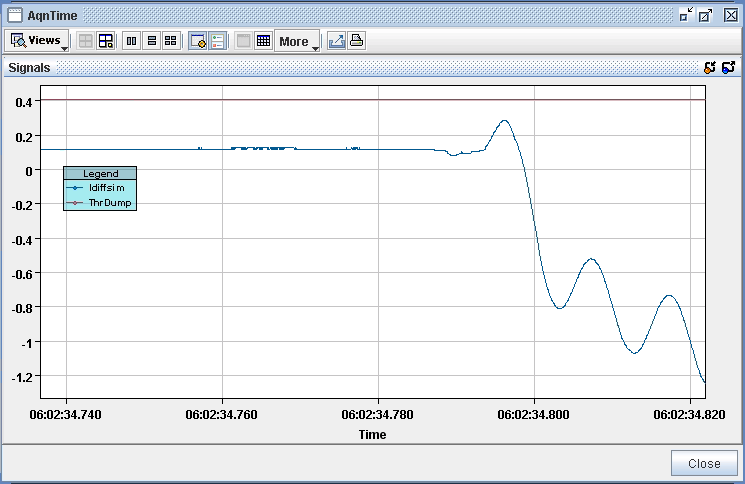 AqnTime
Views
More
Signals
0.4
0.2
0
-0.2
-0.4
-0.6
-0.8
-1
-1.2
Legend
Idiffsim
ThrDump
06:02:34.740 06:02:34.760 06:02:34.780 06:02:34.800 06:02:34.820
Time
Close